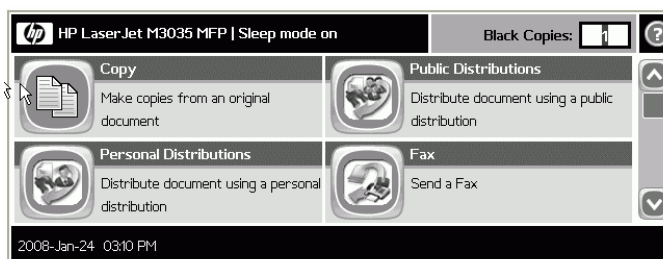 hp HP LaserJet M3035 MFP | Sleep mode on
Black Copies: 1
?
Copy
Make copies from an original
document
Public Distributions
Distribute document using a public
distribution
Personal Distributions
Distribute document using a personal
distribution
Fax
Send a Fax
2008-Jan-24 03:10 PM